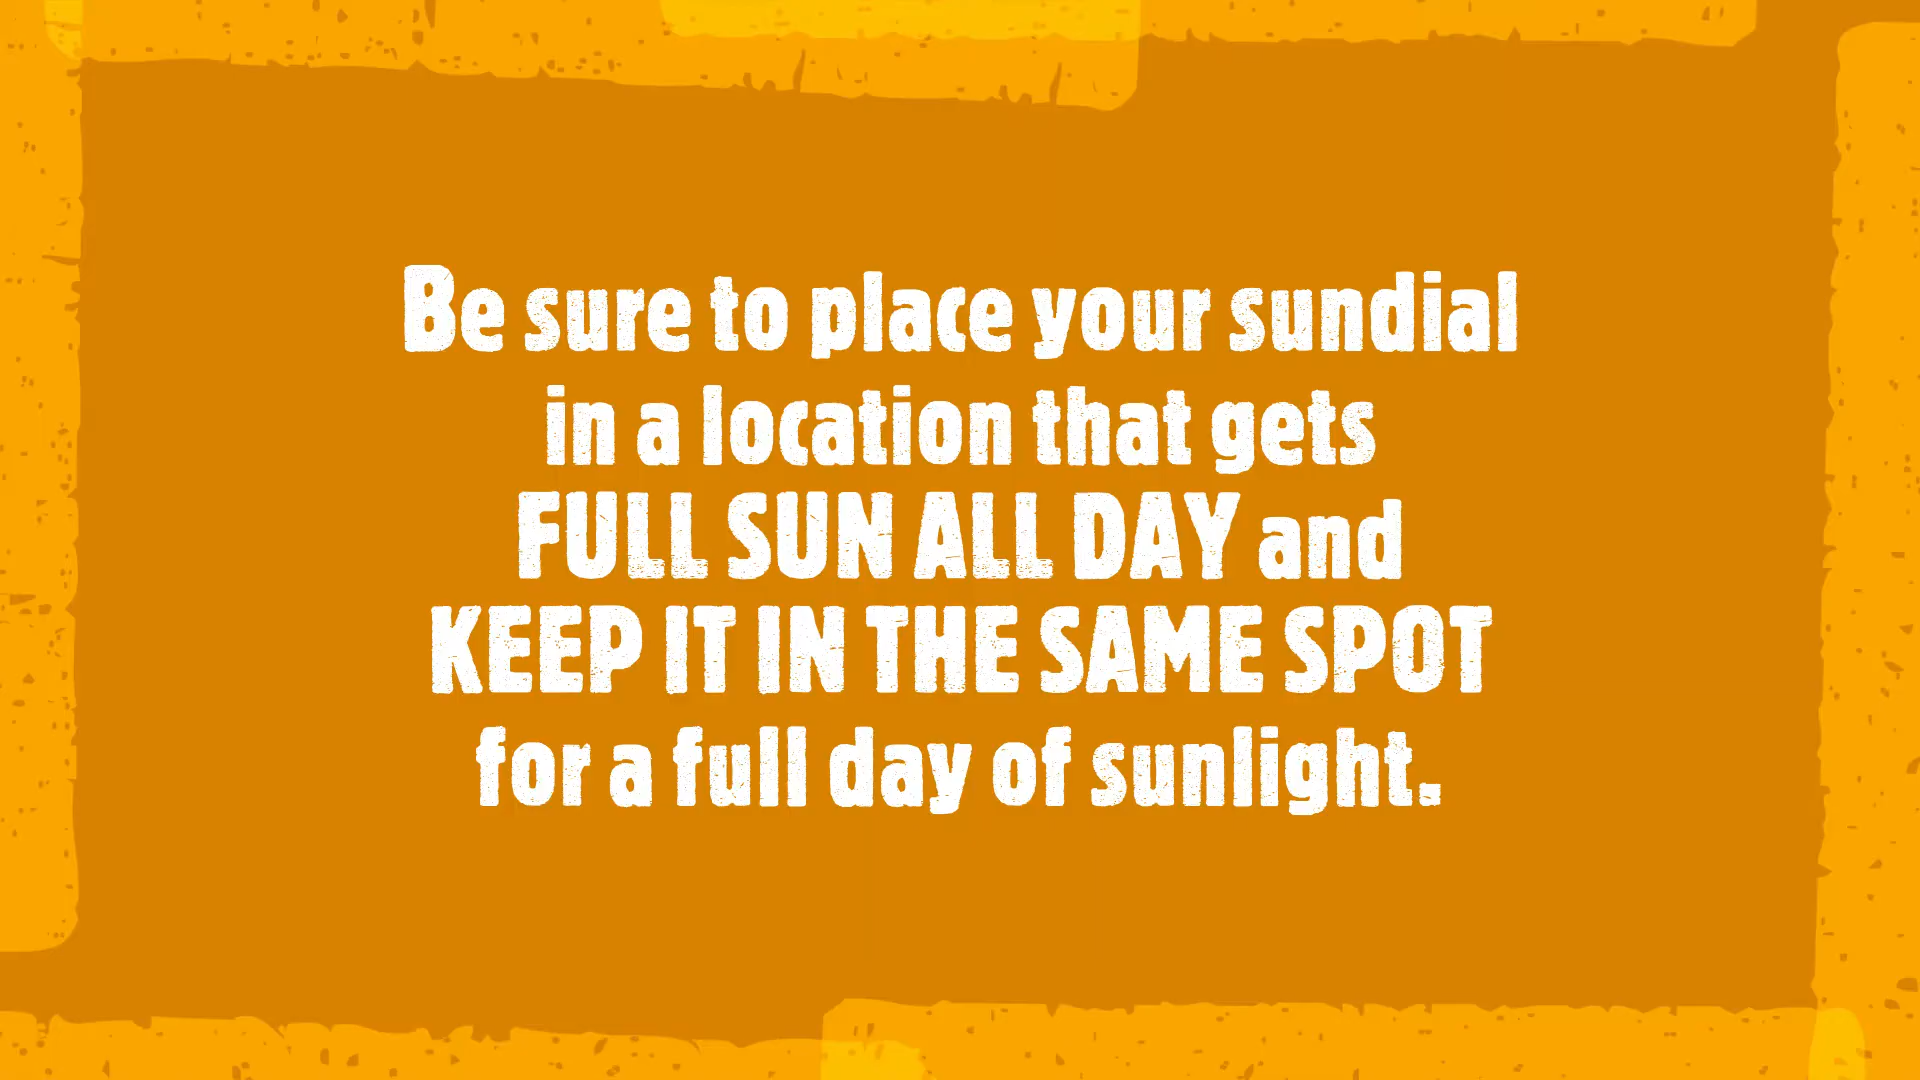 Be sure to place your sundial
in a location that gets
FULL SUN ALL DAY and
KEEP IT IN THE SAME SPOT
for a full day of sunlight.